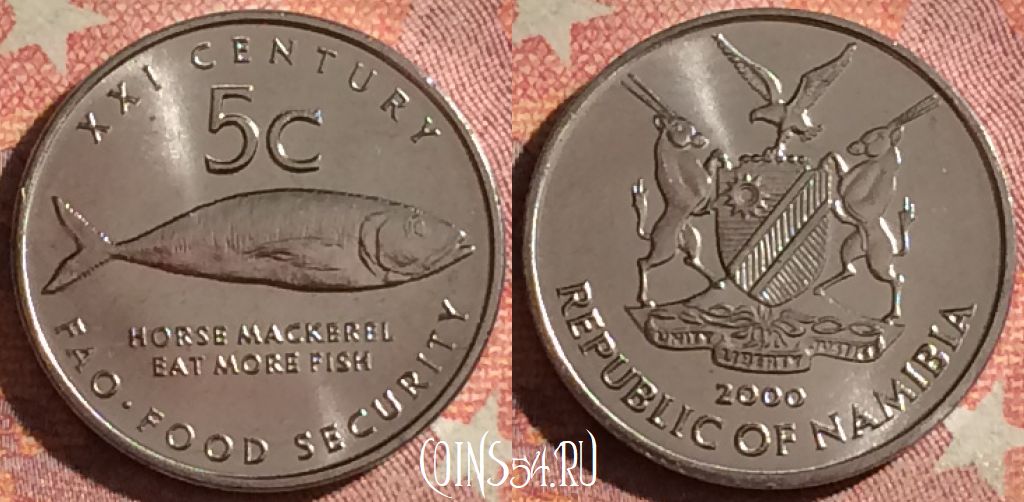 XXI CENTURY
5C
HORSE MACKEREL
EAT MORE FISH
FAO·FOOD SECURITY
UNITY LIBERTY JUSTICE
2000
REPUBLIC OF NAMIBIA
COINS54.RU